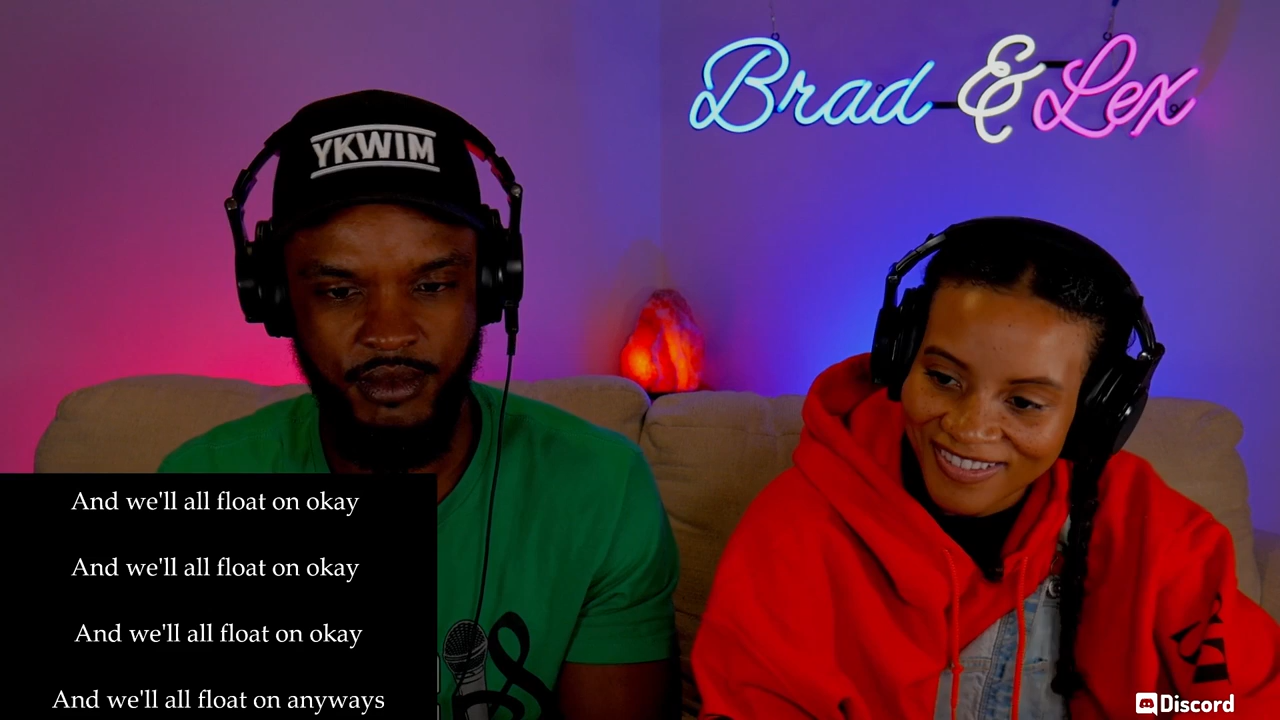 Brad & Lex
YKWIM
And we'll all float on okay
And we'll all float on okay
And we'll all float on okay
And we'll all float on anyways
Discord